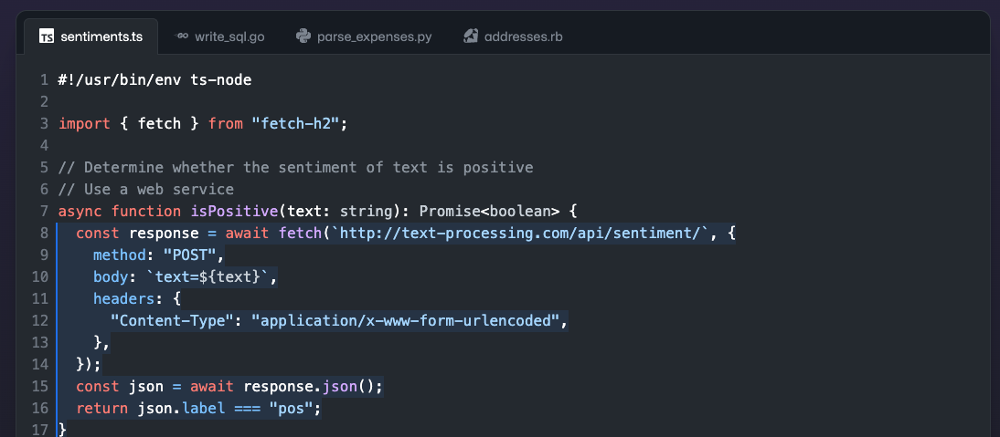 TS sentiments.ts GO write_sql.go parse_expenses.py addresses.rb
1 #!/usr/bin/env ts-node
2
3 import { fetch } from "fetch-h2";
4
5 // Determine whether the sentiment of text is positive
6 // Use a web service
7 async function isPositive(text: string): Promise<boolean> {
8   const response = await fetch(`http://text-processing.com/api/sentiment/`, {
9     method: "POST",
10     body: `text=${text}`,
11     headers: {
12       "Content-Type": "application/x-www-form-urlencoded",
13     },
14   });
15   const json = await response.json();
16   return json.label === "pos";
17 }